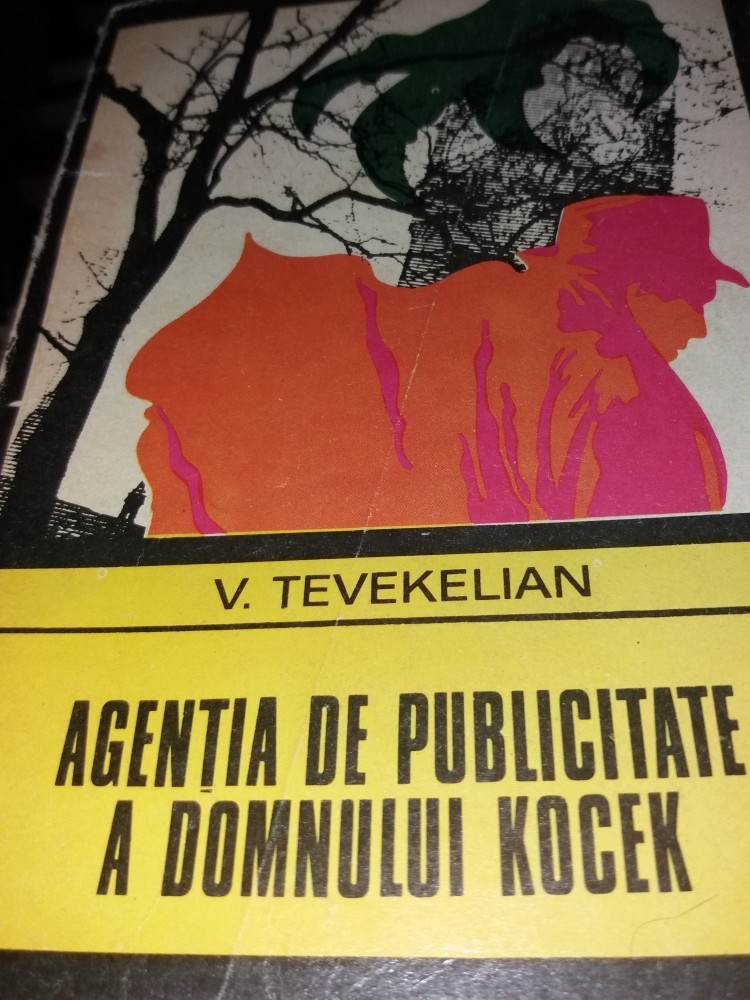 V. TEVEKELIAN
AGENȚIA DE PUBLICITATE
A DOMNULUI KOCEK